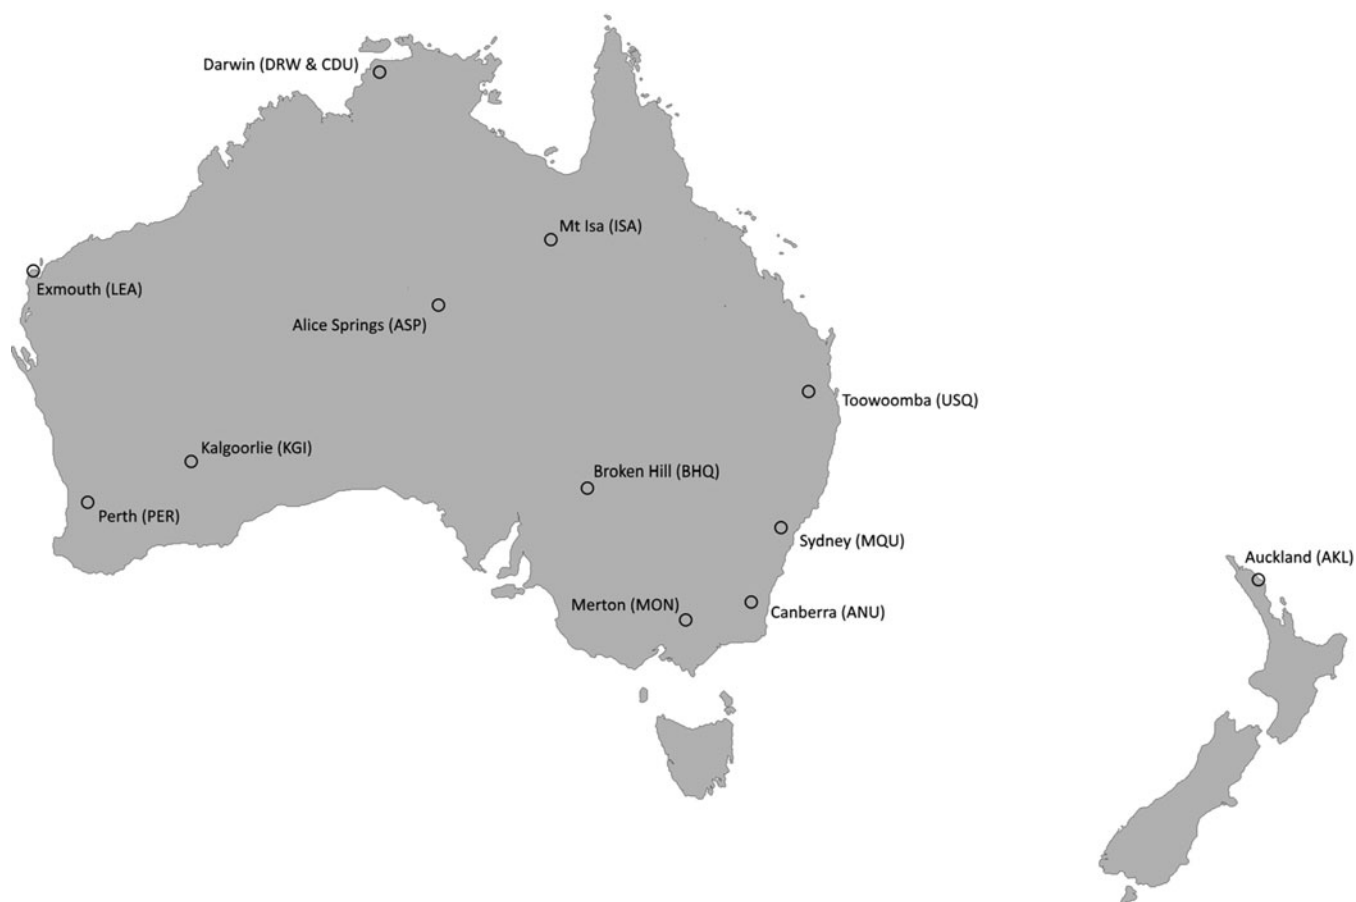 Darwin (DRW & CDU)
Mt Isa (ISA)
Exmouth (LEA)
Alice Springs (ASP)
Toowoomba (USQ)
Kalgoorlie (KGI)
Broken Hill (BHQ)
Perth (PER)
Sydney (MQU)
Auckland (AKL)
Merton (MON)
Canberra (ANU)